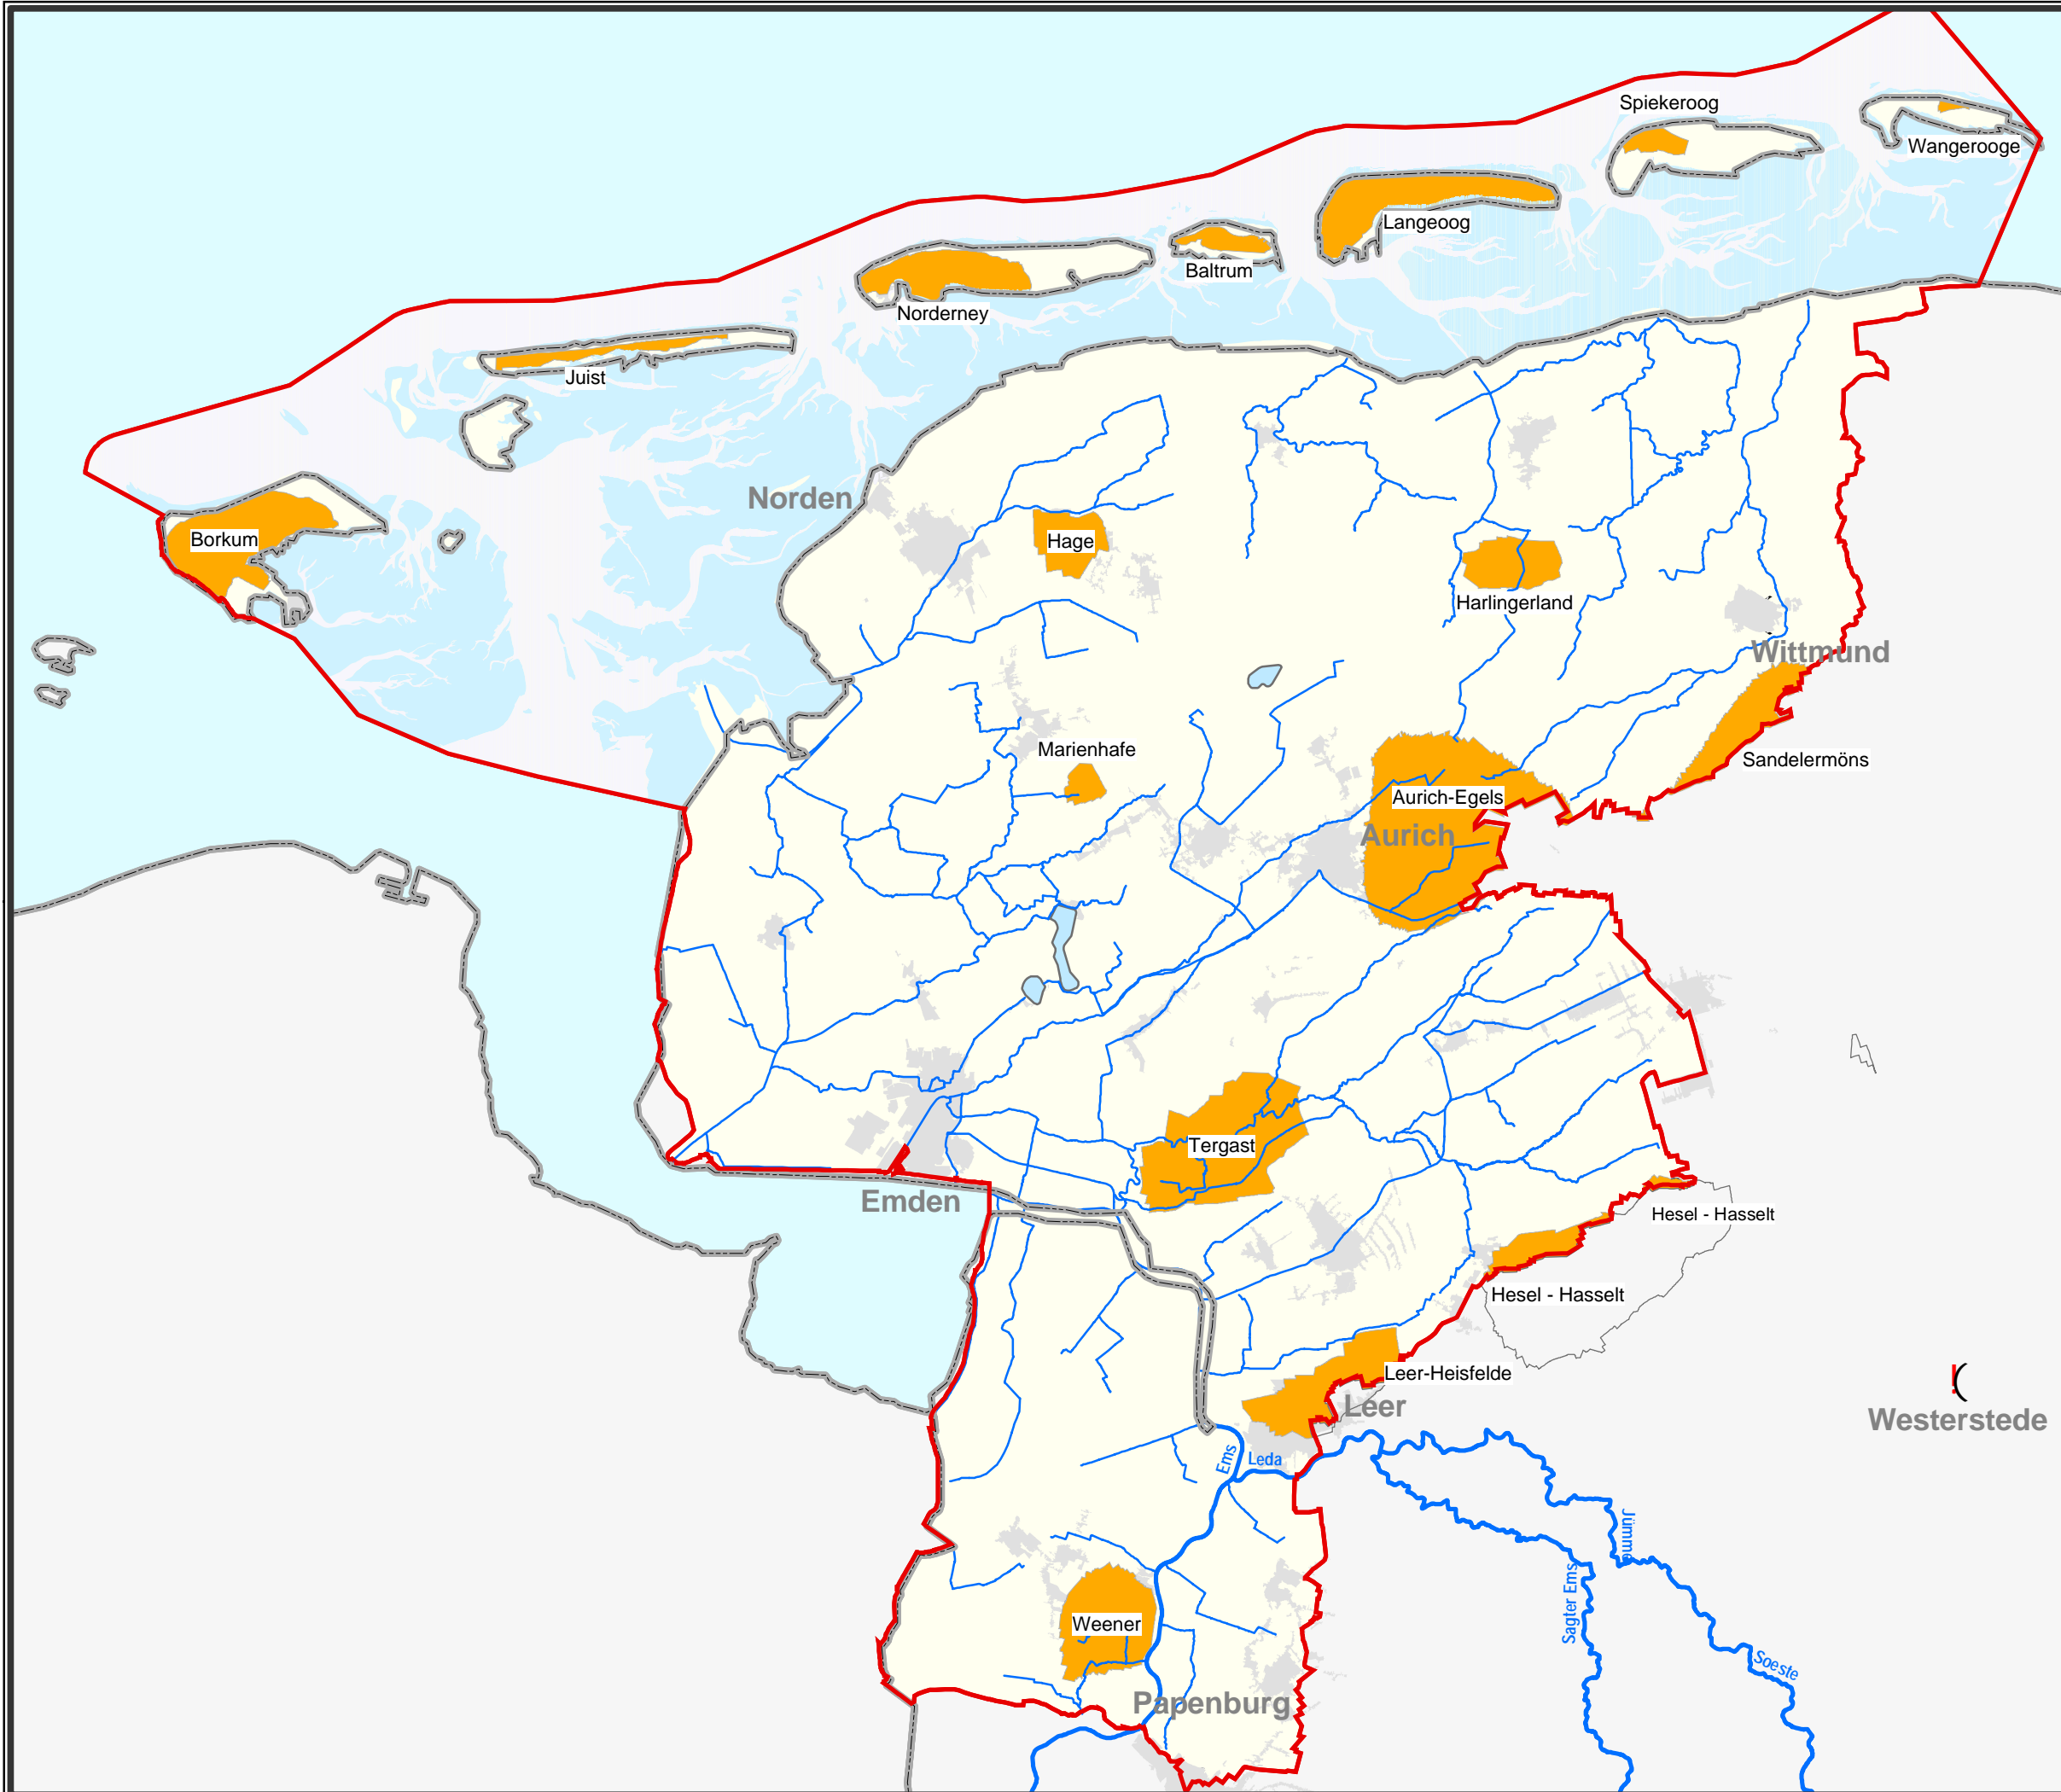 Spiekeroog
Wangerooge
Langeoog
Baltrum
Norderney
Juist
Norden
Borkum
Hage
Harlingerland
Wittmund
Marienhafe
Sandelermöns
Aurich-Egels
Aurich
Tergast
Emden
Hesel - Hasselt
Hesel - Hasselt
Leer-Heisfelde
Leer
Westerstede
Ems
Leda
Jümme
Sagter Ems
Soeste
Weener
Papenburg